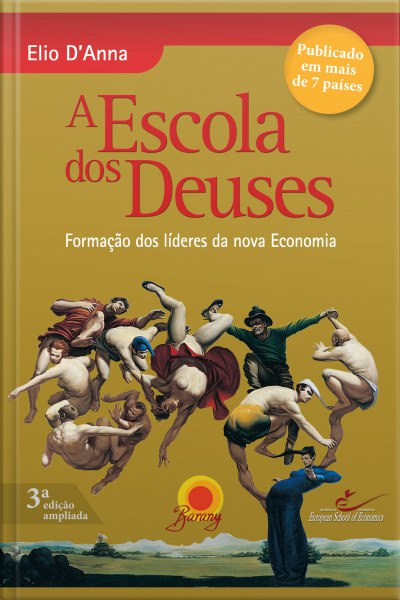 Elio D'Anna
Publicado
em mais
de 7 países
A Escola
dos Deuses
Formação dos líderes da nova Economia
3ª
edição
ampliada
Barany
European School of Economics